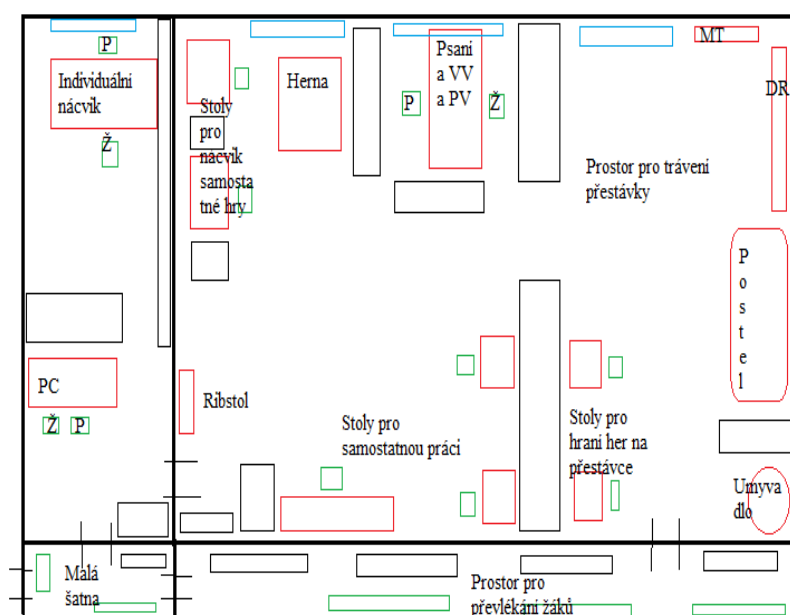 P
Individuální
nácvik
Ž
Stoly
pro
nácvik
samosta
tné hry
Herna
P
Psaní
a VV
a PV
Ž
MT
DR
Prostor pro trávení
přestávky
P
o
s
t
e
l
PC
Ž P
Ribstol
Stoly pro
samostatnou práci
Stoly pro
hraní her na
přestávce
Umyva
dlo
Malá
šatna
Prostor pro
převlékání žáků